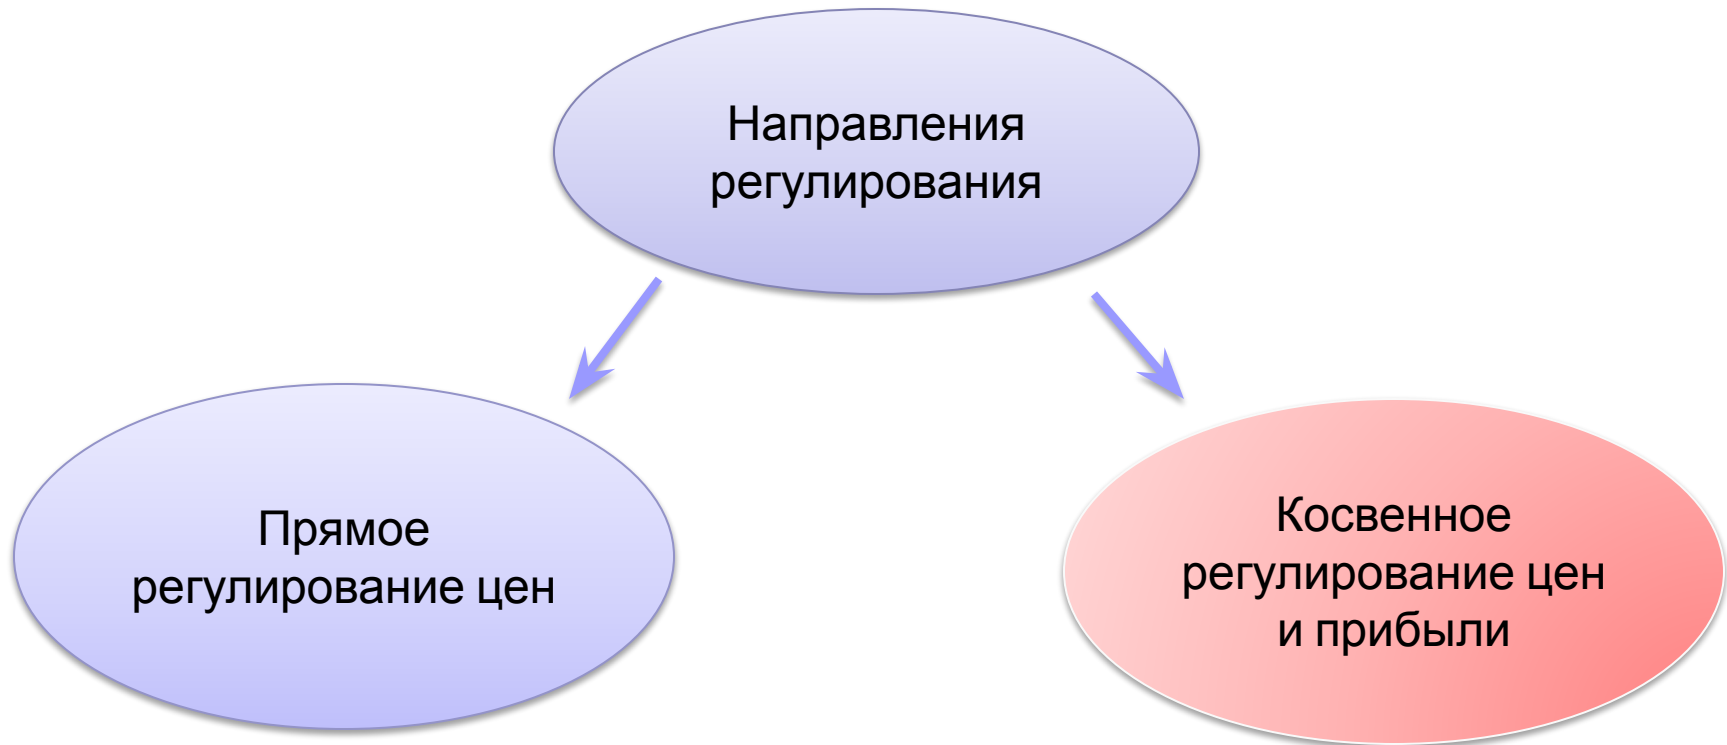 Направления
регулирования
Прямое
регулирование цен
Косвенное
регулирование цен
и прибыли